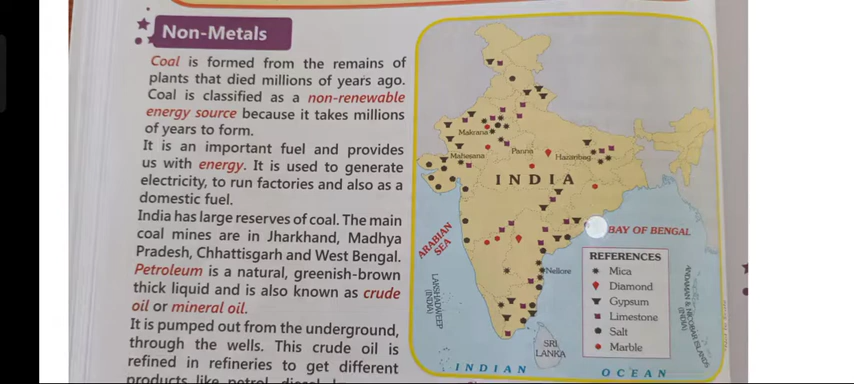 Non-Metals
Coal is formed from the remains of
plants that died millions of years ago.
Coal is classified as a non-renewable
energy source because it takes millions
of years to form.
It is an important fuel and provides
us with energy. It is used to generate
electricity, to run factories and also as a
domestic fuel.
India has large reserves of coal. The main
coal mines are in Jharkhand, Madhya
Pradesh, Chhattisgarh and West Bengal.
Petroleum is a natural, greenish-brown
thick liquid and is also known as crude
oil or mineral oil.
It is pumped out from the underground,
through the wells. This crude oil is
refined in refineries to get different
products like petrol, diesel,
Makrana
Mahasana
Panna
Hazaribag
INDIA
ARABIAN
SEA
BAY OF BENGAL
LAKSHADWEEP
(INDIA)
Nellore
REFERENCES
Mica
Diamond
Gypsum
Limestone
Salt
Marble
ANDAMAN & NICOBAR ISLANDS
(INDIA)
SRI
LANKA
INDIAN OCEAN